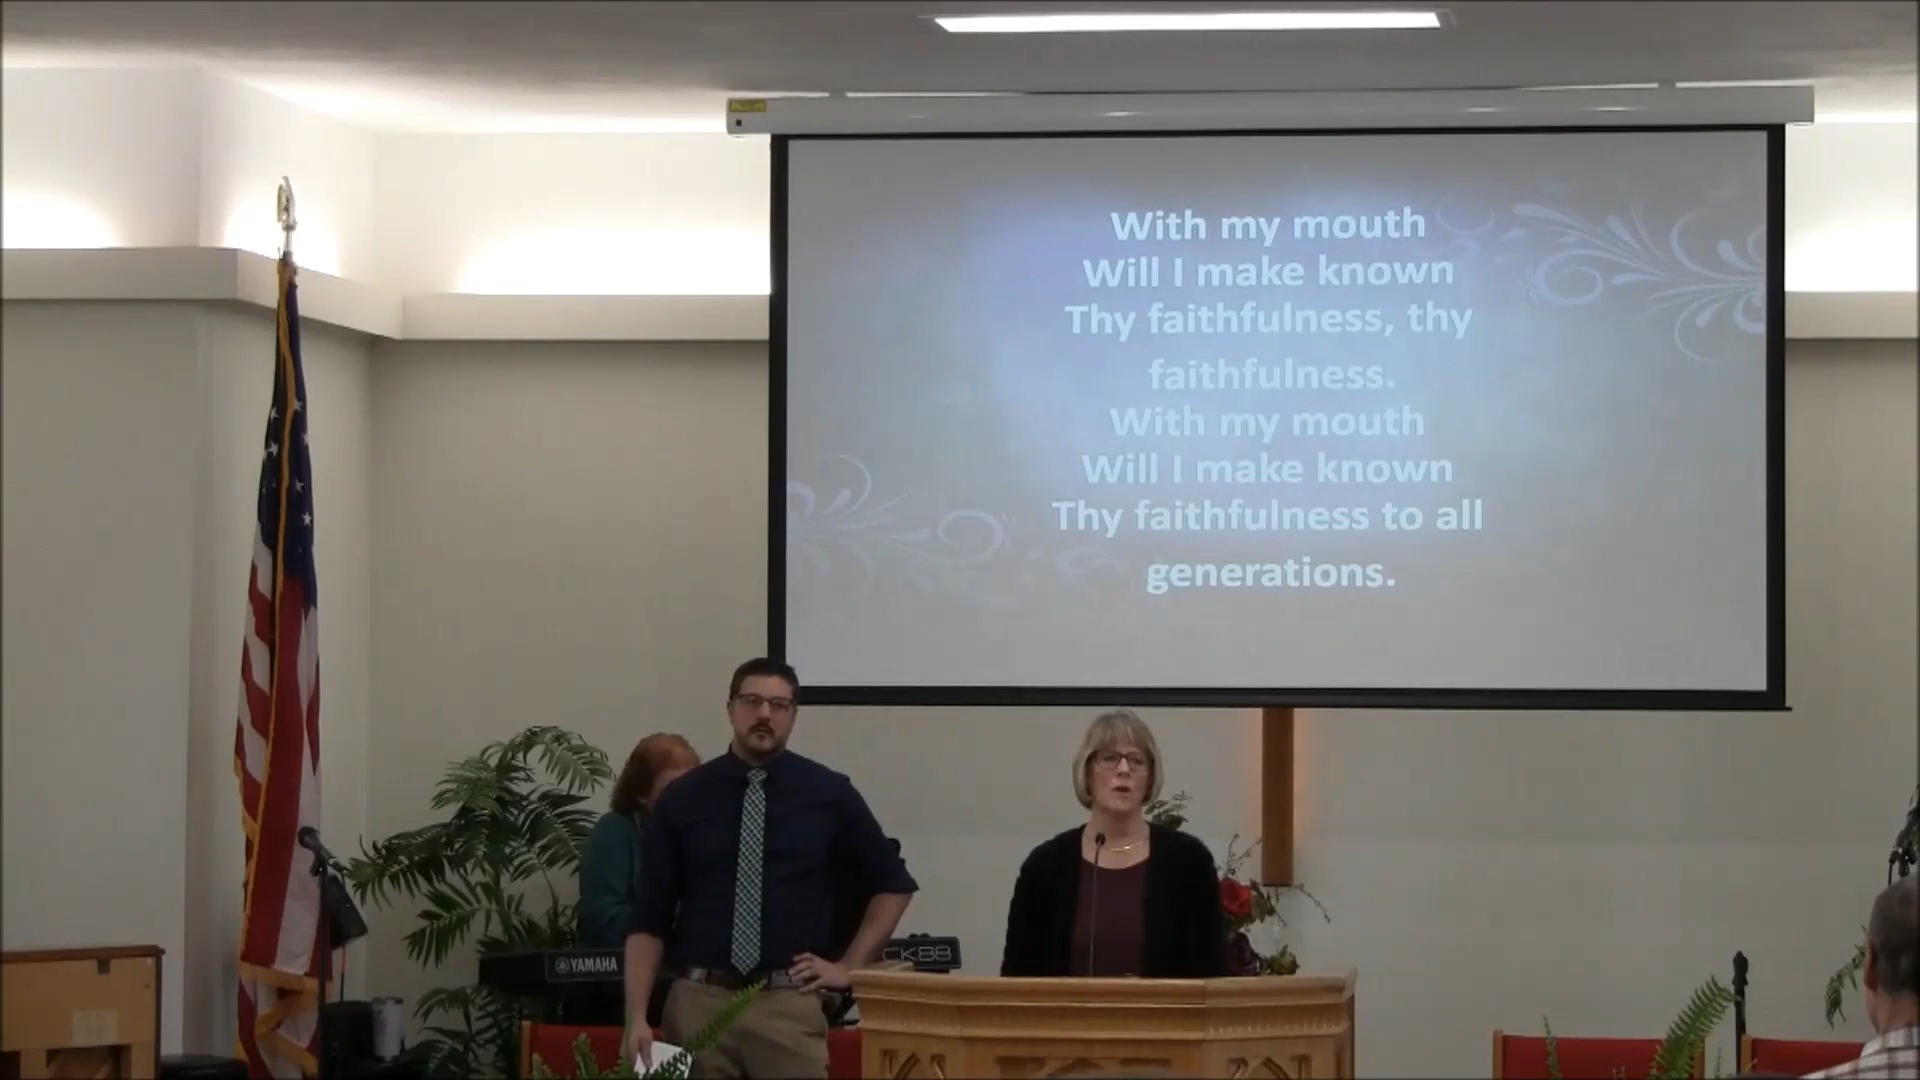 With my mouth
Will I make known
Thy faithfulness, thy
faithfulness.
With my mouth
Will I make known
Thy faithfulness to all
generations.
YAMAHA
CK88